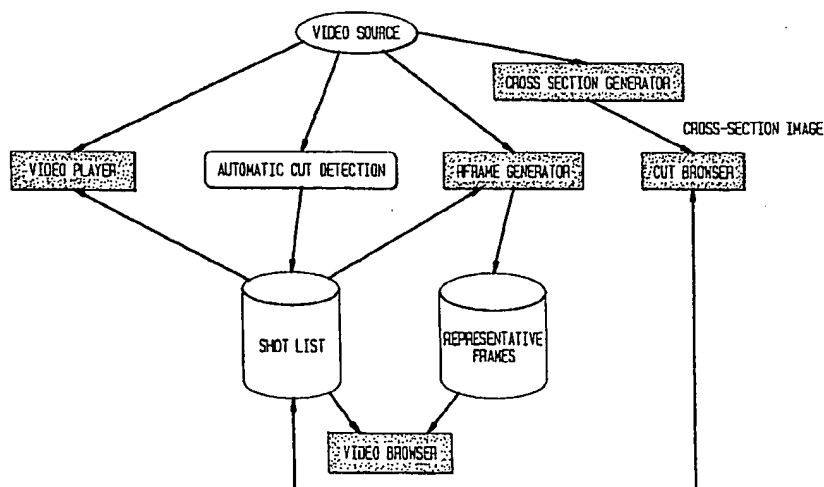 VIDEO SOURCE
CROSS SECTION GENERATOR
CROSS-SECTION IMAGE
VIDEO PLAYER
AUTOMATIC CUT DETECTION
RFRAME GENERATOR
CUT BROWSER
SHOT LIST
REPRESENTATIVE
FRAMES
VIDEO BROWSER